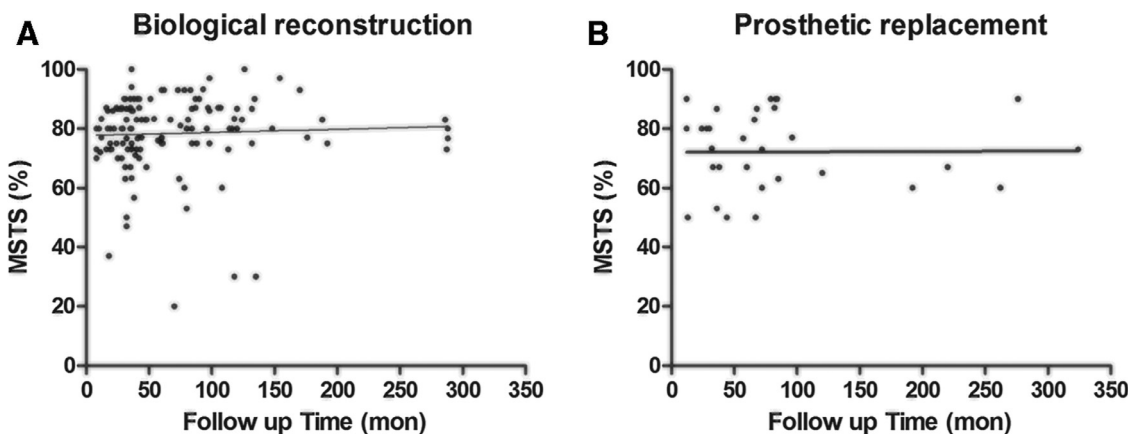 A
Biological reconstruction
MSTS (%)
100
80
60
40
20
0
0 50 100 150 200 250 300 350
Follow up Time (mon)
B
Prosthetic replacement
MSTS (%)
100
80
60
40
20
0
0 50 100 150 200 250 300 350
Follow up Time (mon)